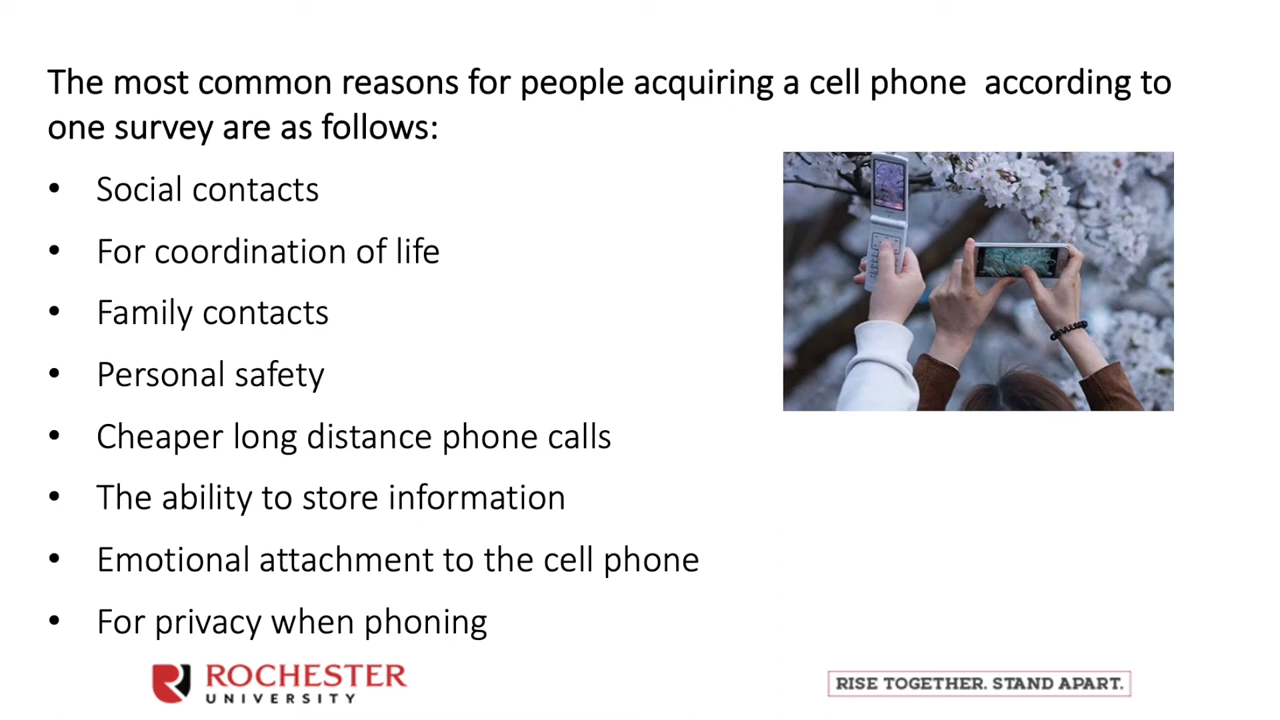 The most common reasons for people acquiring a cell phone  according to
one survey are as follows:
• Social contacts
• For coordination of life
• Family contacts
• Personal safety
• Cheaper long distance phone calls
• The ability to store information
• Emotional attachment to the cell phone
• For privacy when phoning
ROCHESTER
UNIVERSITY
RISE TOGETHER. STAND APART.